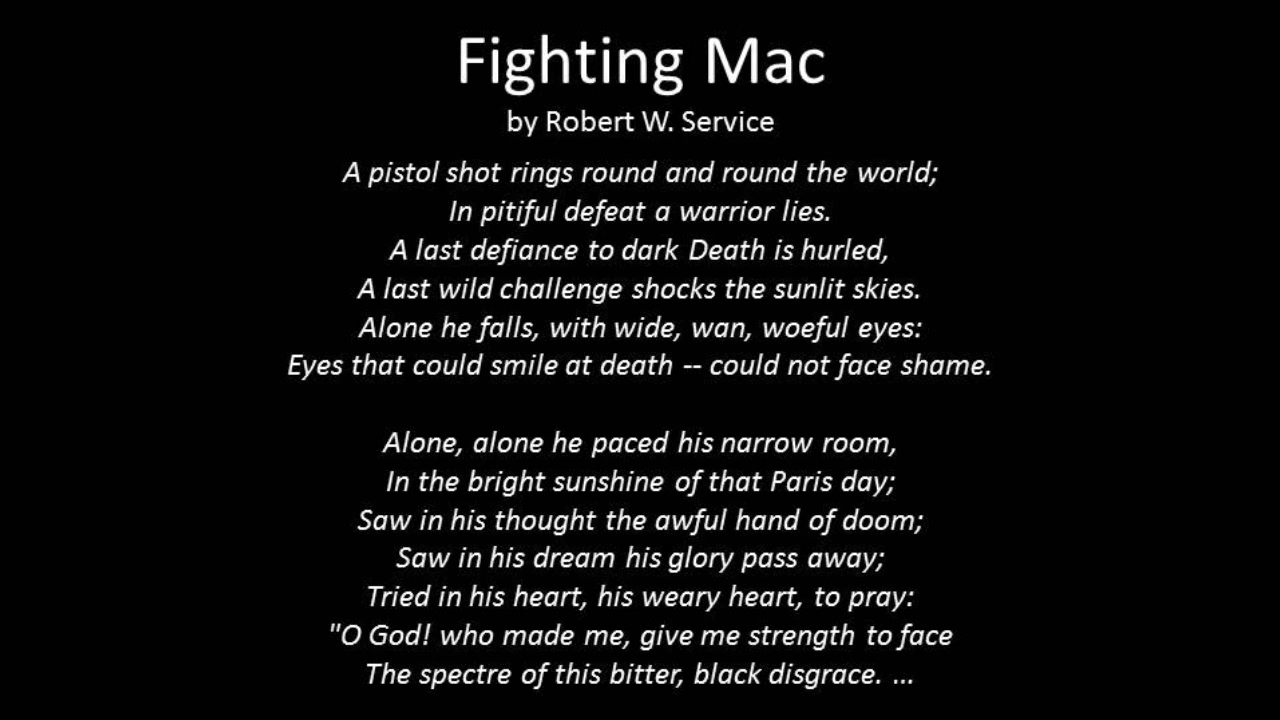 Fighting Mac
by Robert W. Service
A pistol shot rings round and round the world;
In pitiful defeat a warrior lies.
A last defiance to dark Death is hurled,
A last wild challenge shocks the sunlit skies.
Alone he falls, with wide, wan, woeful eyes:
Eyes that could smile at death -- could not face shame.
Alone, alone he paced his narrow room,
In the bright sunshine of that Paris day;
Saw in his thought the awful hand of doom;
Saw in his dream his glory pass away;
Tried in his heart, his weary heart, to pray:
"O God! who made me, give me strength to face
The spectre of this bitter, black disgrace. ...